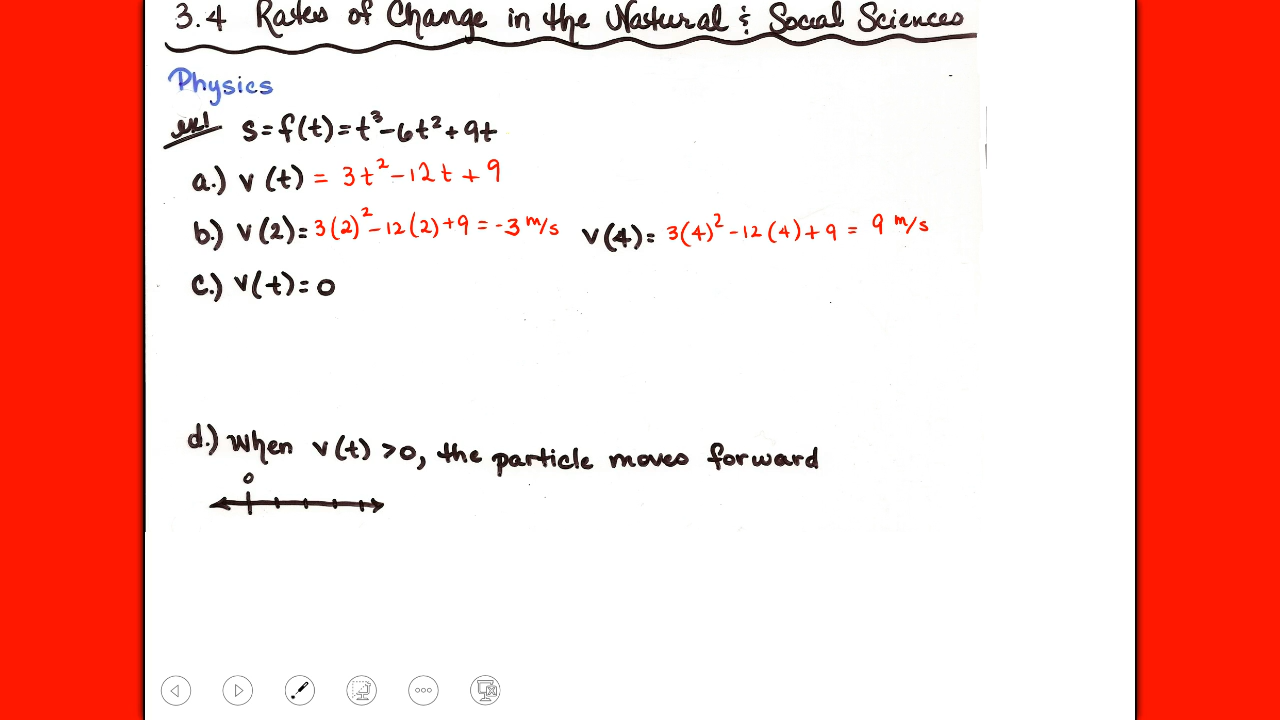 3.4 Rates of Change in the Natural & Social Sciences
Physics
ex1 s=f(t)=t³-6t²+9t
a.) v(t) = 3t²-12t+9
b.) v(2)= 3(2)²-12(2)+9=-3 m/s v(4)= 3(4)²-12(4)+9= 9 m/s
c.) v(t)=0
d.) When v(t)>0, the particle moves forward
0